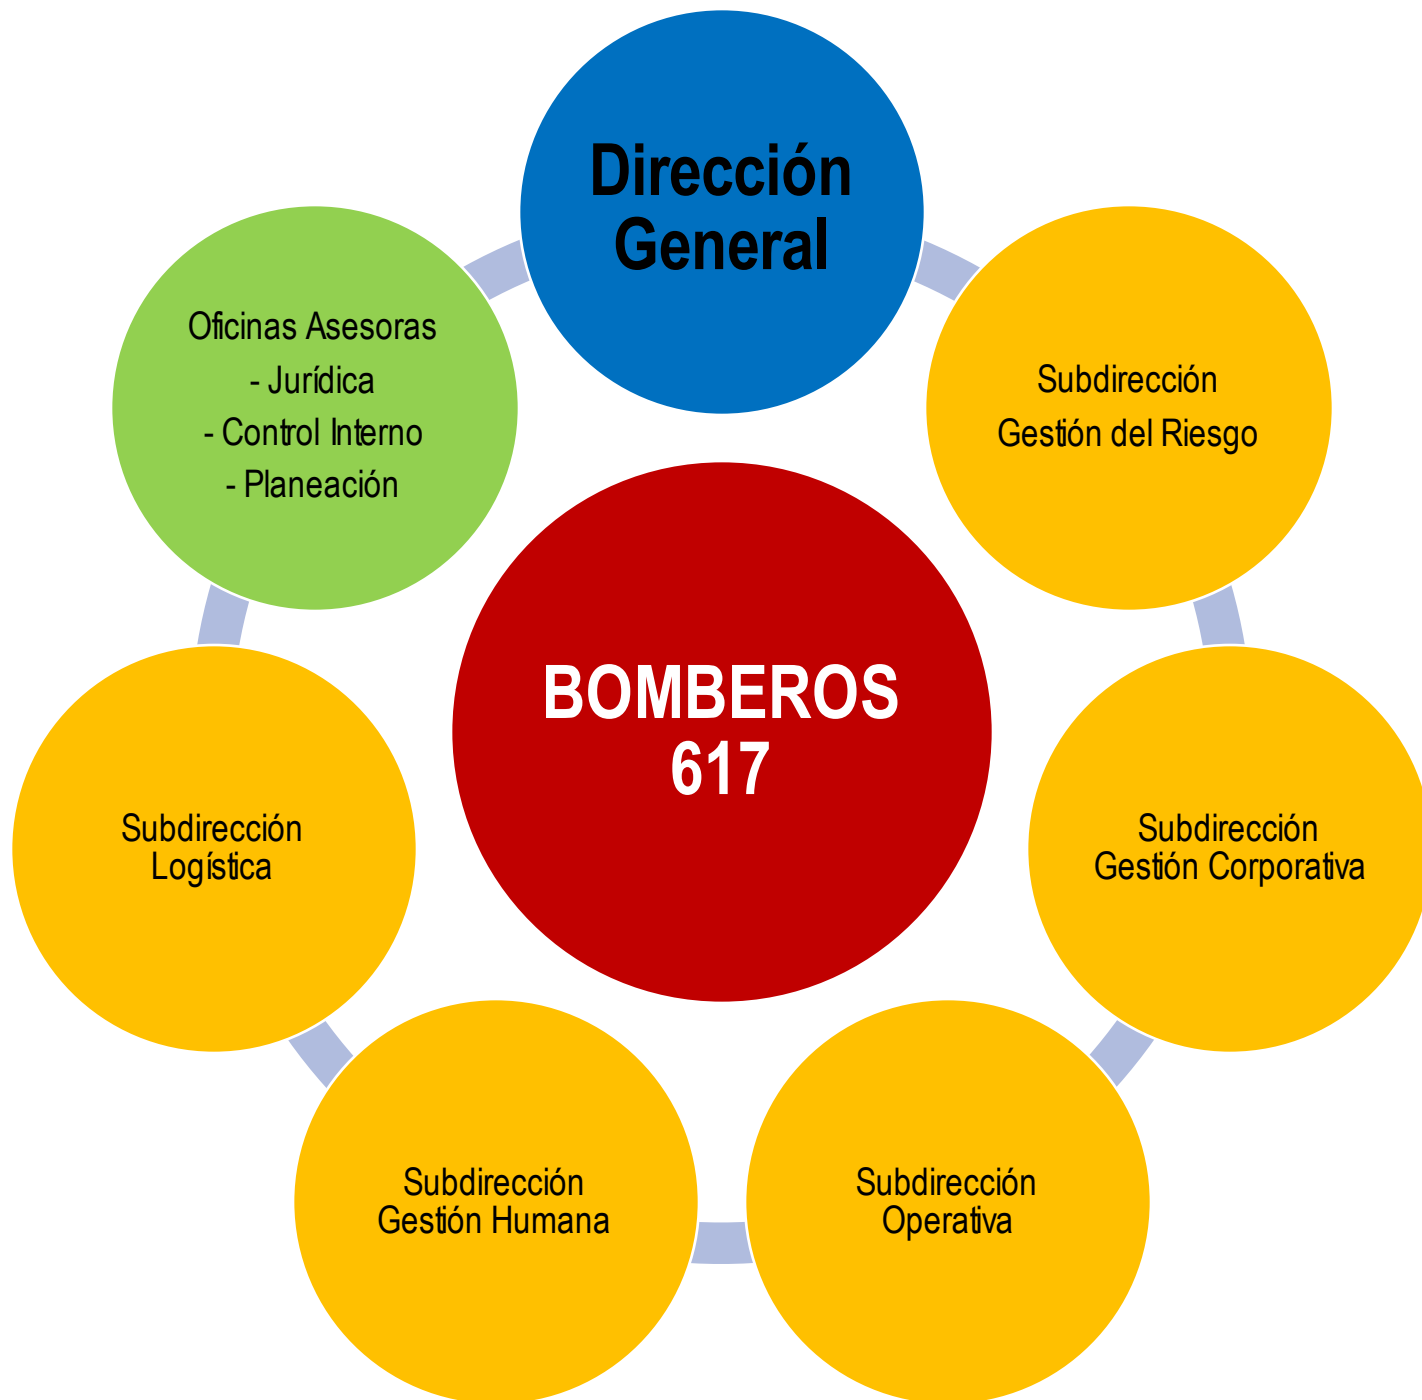 Dirección
General
Oficinas Asesoras
- Jurídica
- Control Interno
- Planeación
Subdirección
Gestión del Riesgo
BOMBEROS
617
Subdirección
Logística
Subdirección
Gestión Corporativa
Subdirección
Gestión Humana
Subdirección
Operativa